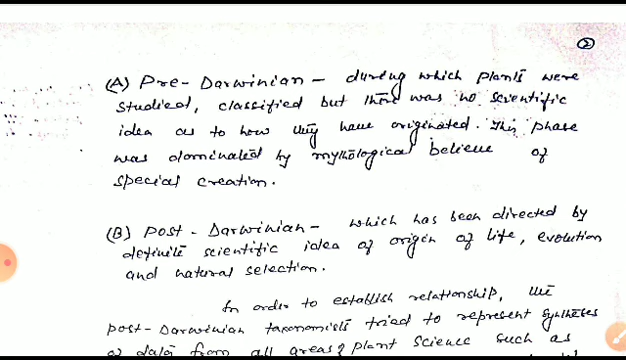 ②
(A) Pre-Darwinian - during which plants were
studied, classified but there was no scientific
idea as to how they have originated. This phase
was dominated by mythological believe of
special creation.
(B) Post-Darwinian - which has been directed by
definite scientific idea of origin of life, evolution
and natural selection.
In order to establish relationship, the
post-Darwinian taxonomists tried to represent syntheses
of data from all areas of plant science such as